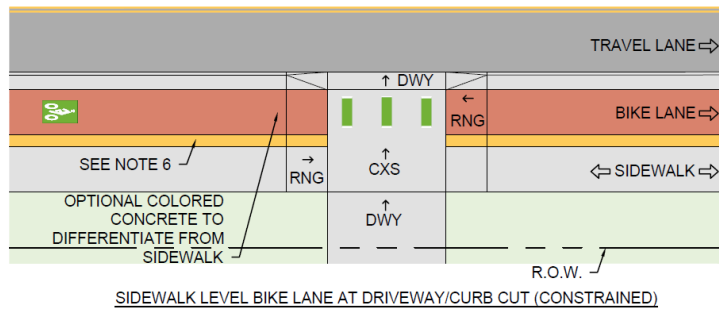 TRAVEL LANE
↑ DWY
←
RNG
BIKE LANE
SEE NOTE 6
→
RNG
↑
CXS
SIDEWALK
OPTIONAL COLORED
CONCRETE TO
DIFFERENTIATE FROM
SIDEWALK
↑
DWY
R.O.W.
SIDEWALK LEVEL BIKE LANE AT DRIVEWAY/CURB CUT (CONSTRAINED)